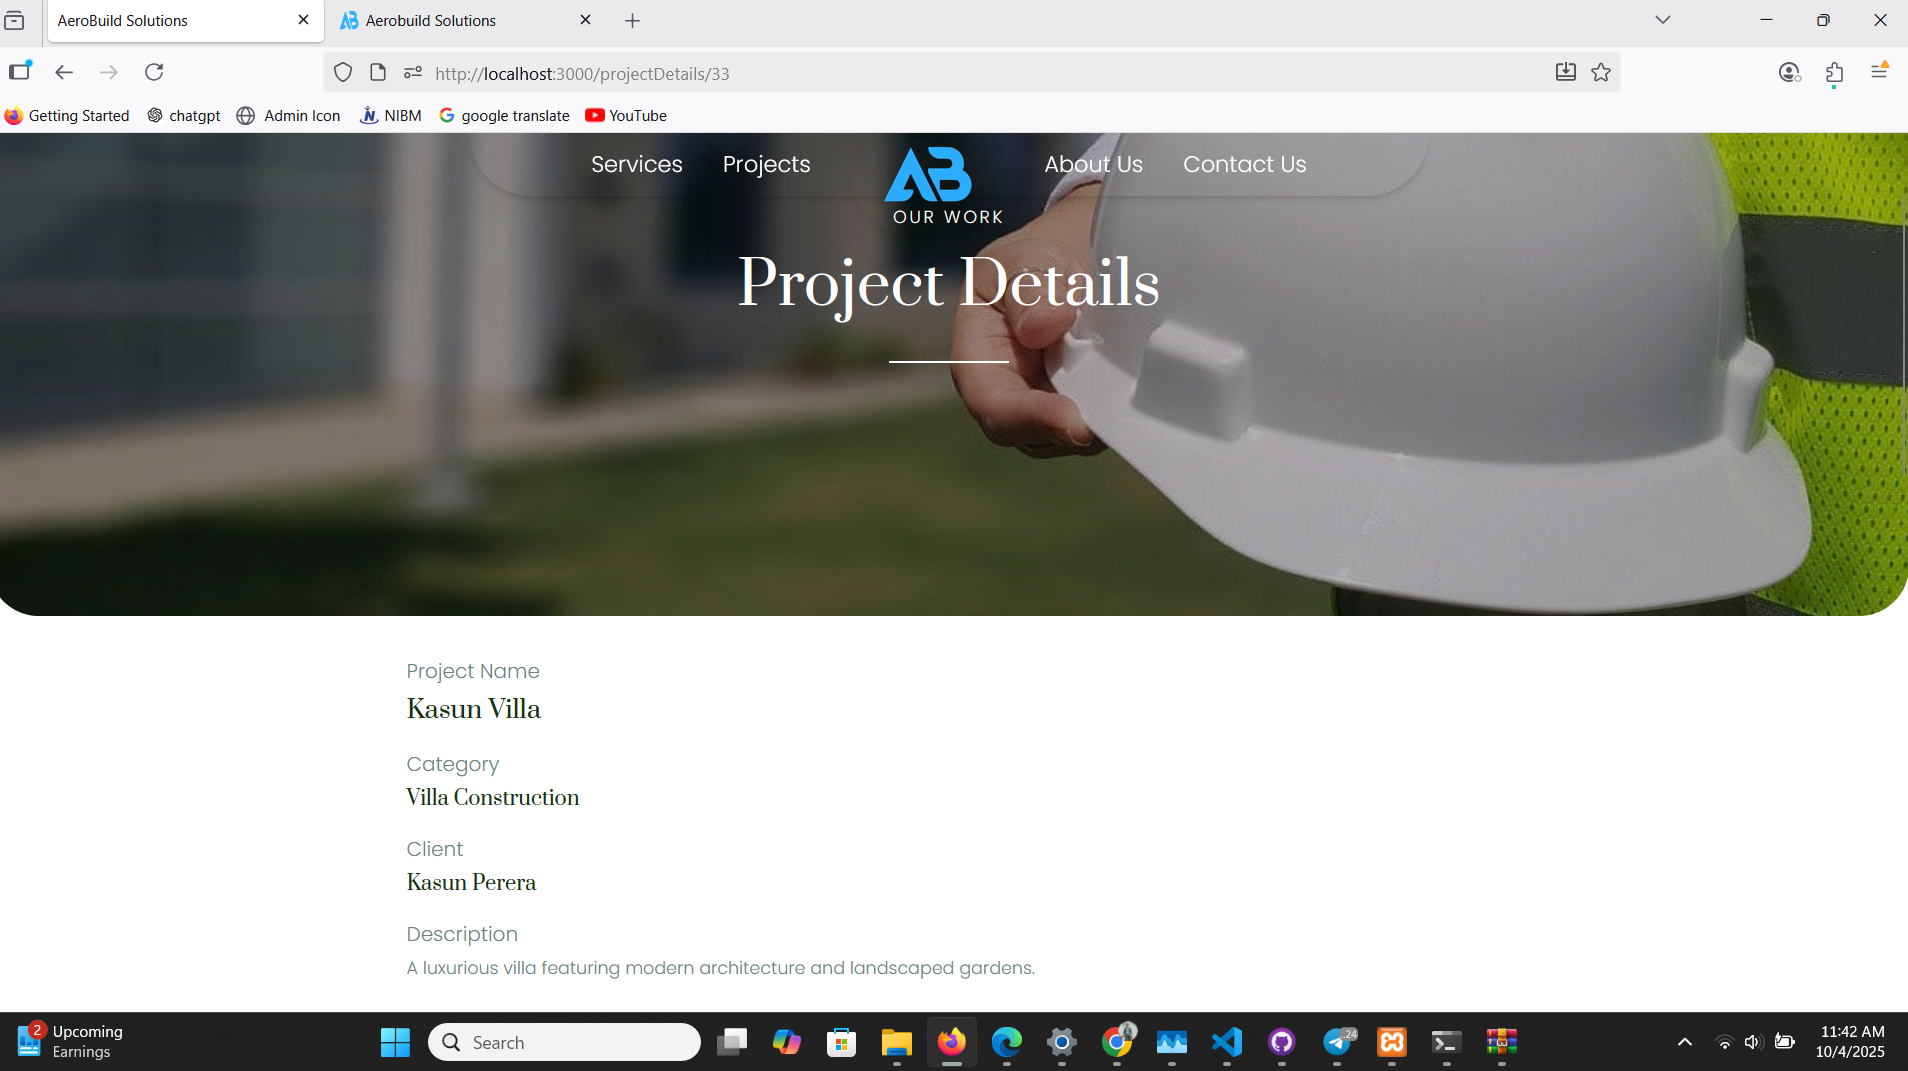 AeroBuild Solutions
Aerobuild Solutions
http://localhost:3000/projectDetails/33
Getting Started
chatgpt
Admin Icon
NIBM
google translate
YouTube
Services
Projects
AB
About Us
Contact Us
OUR WORK
Project Details
Project Name
Kasun Villa
Category
Villa Construction
Client
Kasun Perera
Description
A luxurious villa featuring modern architecture and landscaped gardens.
2
Upcoming
Earnings
Search
..24
11:42 AM
10/4/2025